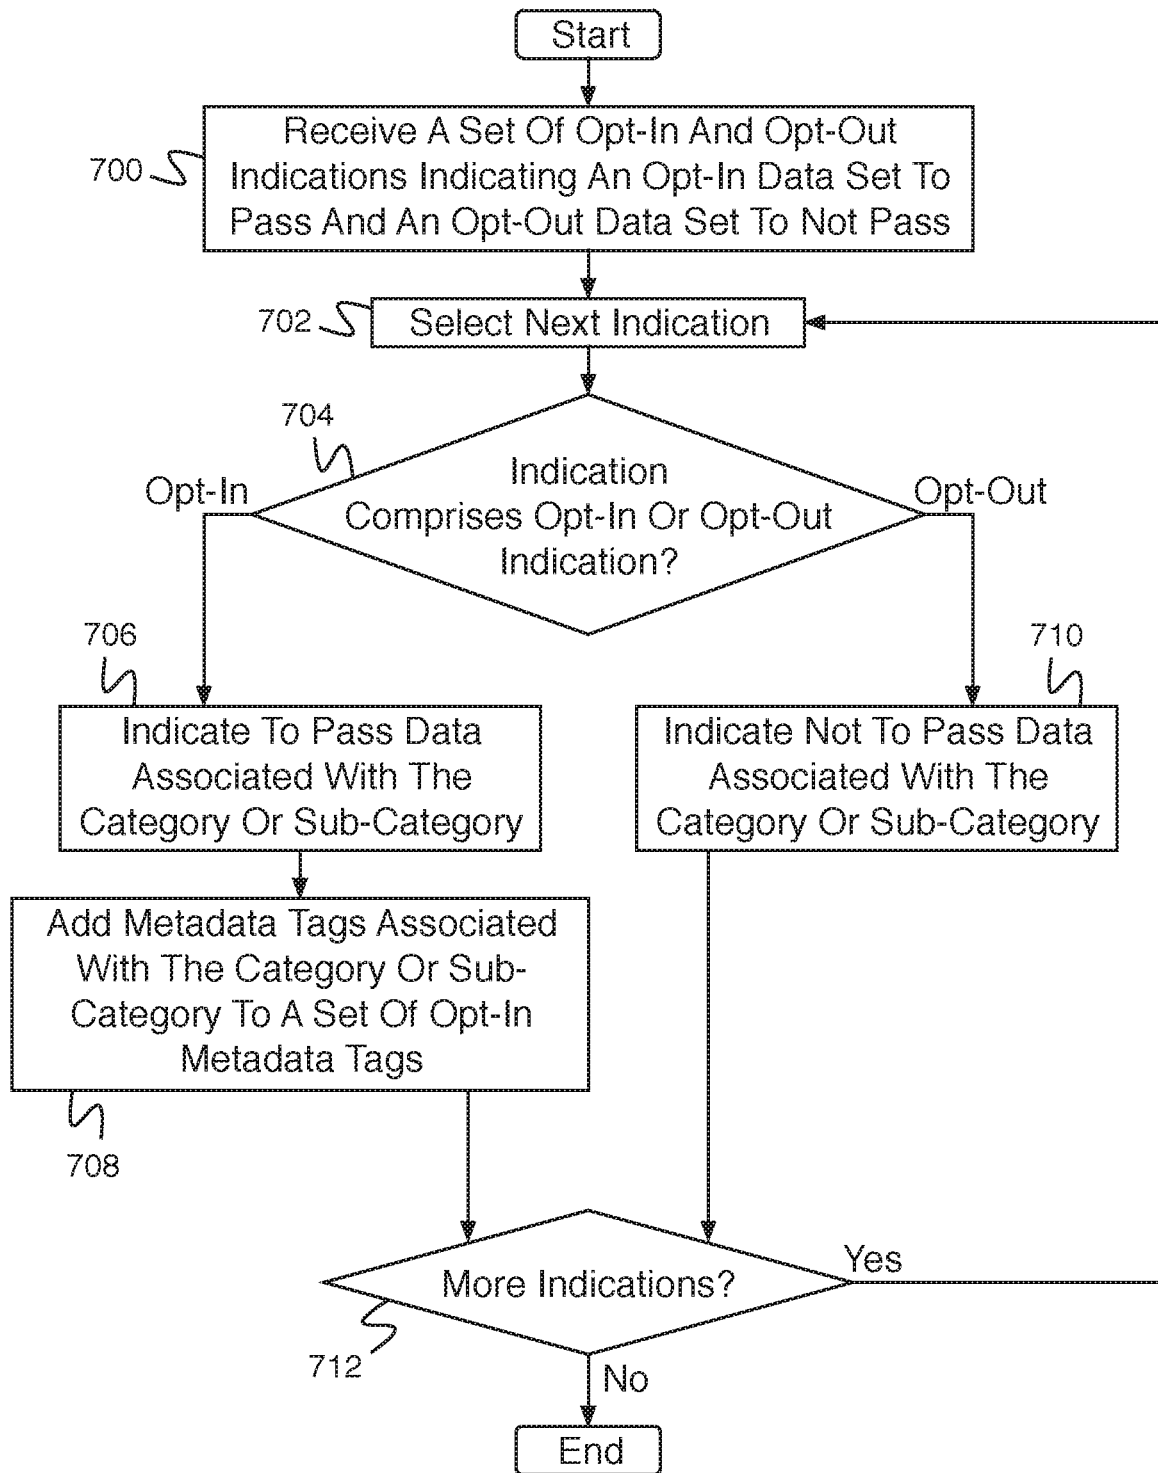 Start
700
Receive A Set Of Opt-In And Opt-Out
Indications Indicating An Opt-In Data Set To
Pass And An Opt-Out Data Set To Not Pass
702
Select Next Indication
704
Opt-In
Indication
Comprises Opt-In Or Opt-Out
Indication?
Opt-Out
706
Indicate To Pass Data
Associated With The
Category Or Sub-Category
710
Indicate Not To Pass Data
Associated With The
Category Or Sub-Category
Add Metadata Tags Associated
With The Category Or Sub-
Category To A Set Of Opt-In
Metadata Tags
708
More Indications?
Yes
712
No
End